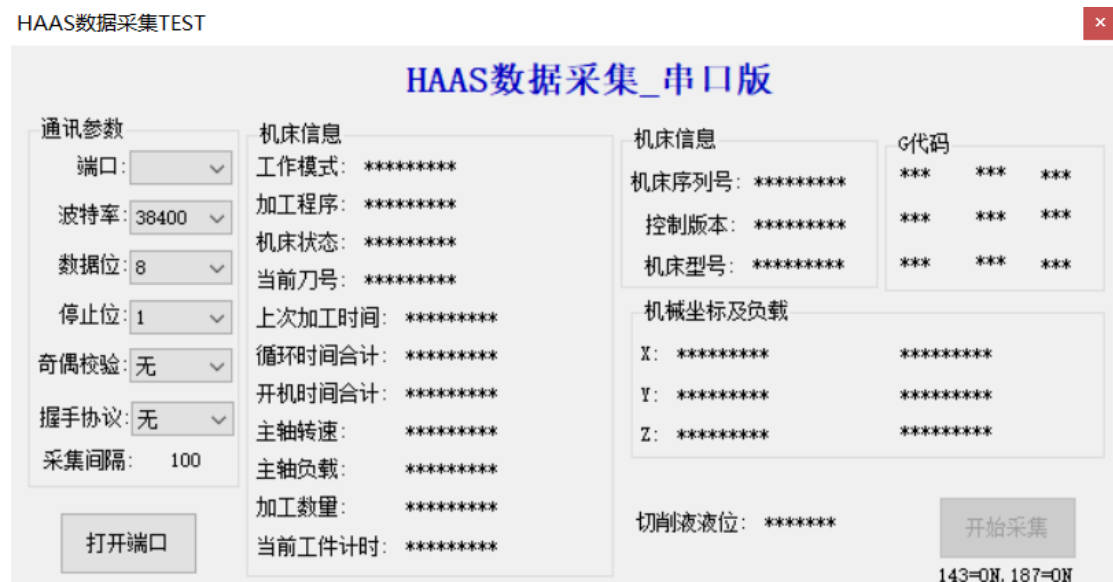 HAAS数据采集TEST
×
HAAS数据采集_串口版
通讯参数
端口:
波特率: 38400
数据位: 8
停止位: 1
奇偶校验: 无
握手协议: 无
采集间隔: 100
打开端口
机床信息
工作模式: *********
加工程序: *********
机床状态: *********
当前刀号: *********
上次加工时间: *********
循环时间合计: *********
开机时间合计: *********
主轴转速: *********
主轴负载: *********
加工数量: *********
当前工件计时: *********
机床信息
机床序列号: *********
控制版本: *********
机床型号: *********
G代码
*** *** ***
*** *** ***
*** *** ***
机械坐标及负载
X: ********* *********
Y: ********* *********
Z: ********* *********
切削液液位: *******
开始采集
143=ON, 187=ON